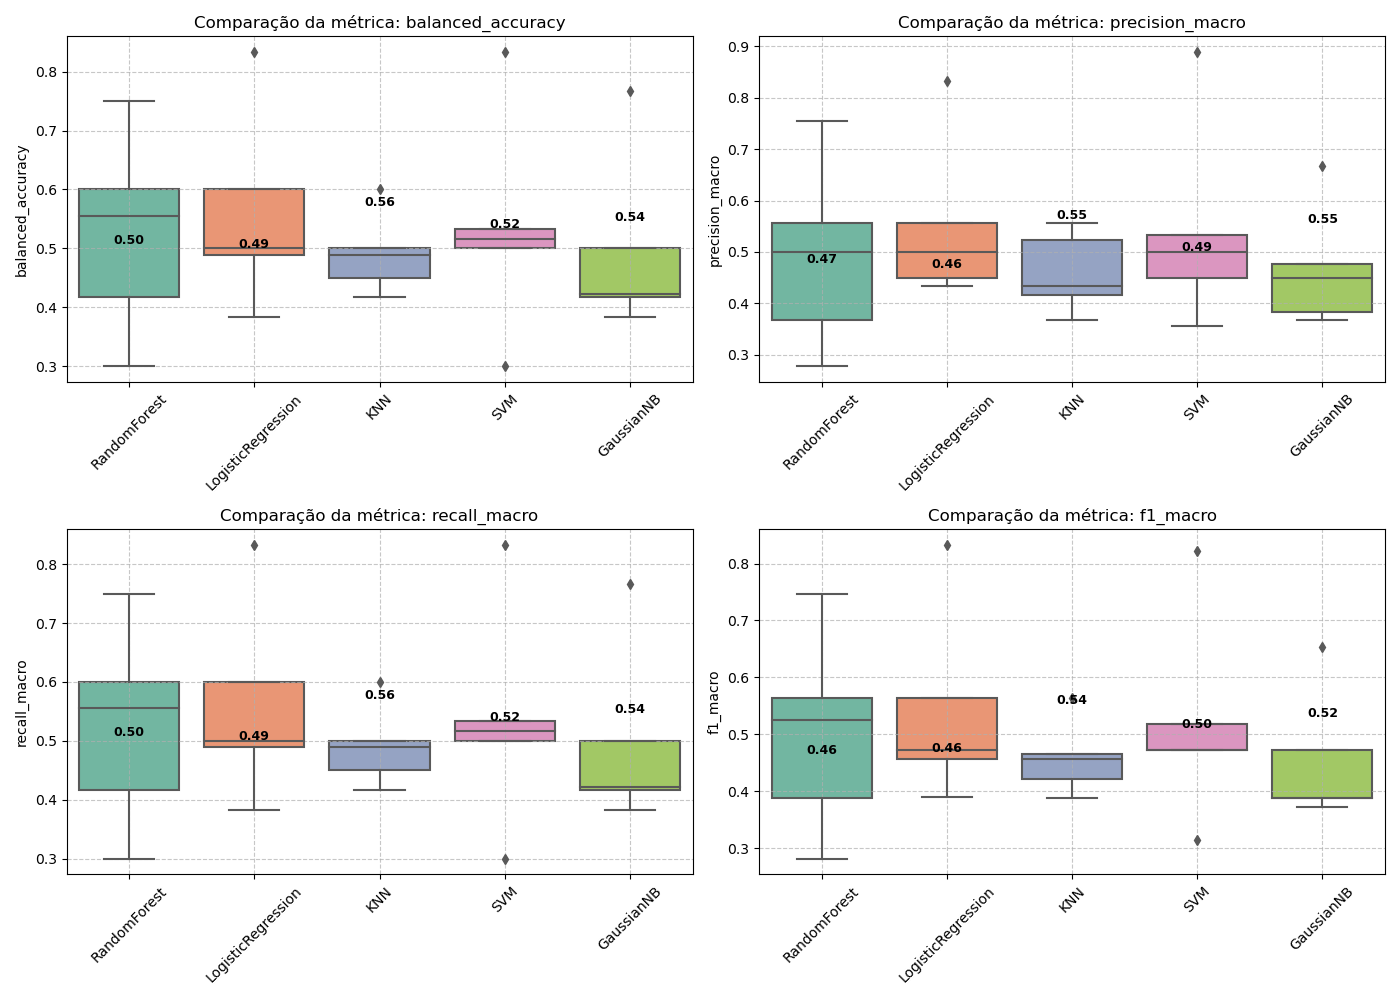 Comparação da métrica: balanced_accuracy
balanced_accuracy
0.8
0.7
0.6
0.5
0.4
0.3
0.50
0.49
0.56
0.52
0.54
RandomForest
LogisticRegression
KNN
SVM
GaussianNB
Comparação da métrica: precision_macro
precision_macro
0.9
0.8
0.7
0.6
0.5
0.4
0.3
0.47
0.46
0.55
0.49
0.55
RandomForest
LogisticRegression
KNN
SVM
GaussianNB
Comparação da métrica: recall_macro
recall_macro
0.8
0.7
0.6
0.5
0.4
0.3
0.50
0.49
0.56
0.52
0.54
RandomForest
LogisticRegression
KNN
SVM
GaussianNB
Comparação da métrica: f1_macro
f1_macro
0.8
0.7
0.6
0.5
0.4
0.3
0.46
0.46
0.54
0.50
0.52
RandomForest
LogisticRegression
KNN
SVM
GaussianNB